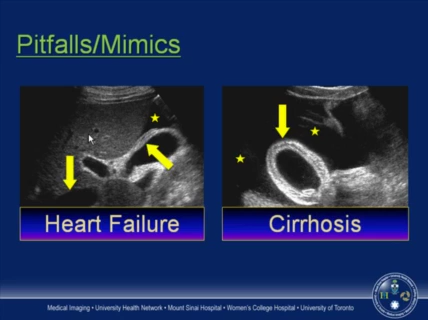 Pitfalls/Mimics
Heart Failure
Cirrhosis
Medical Imaging • University Health Network • Mount Sinai Hospital • Women's College Hospital • University of Toronto